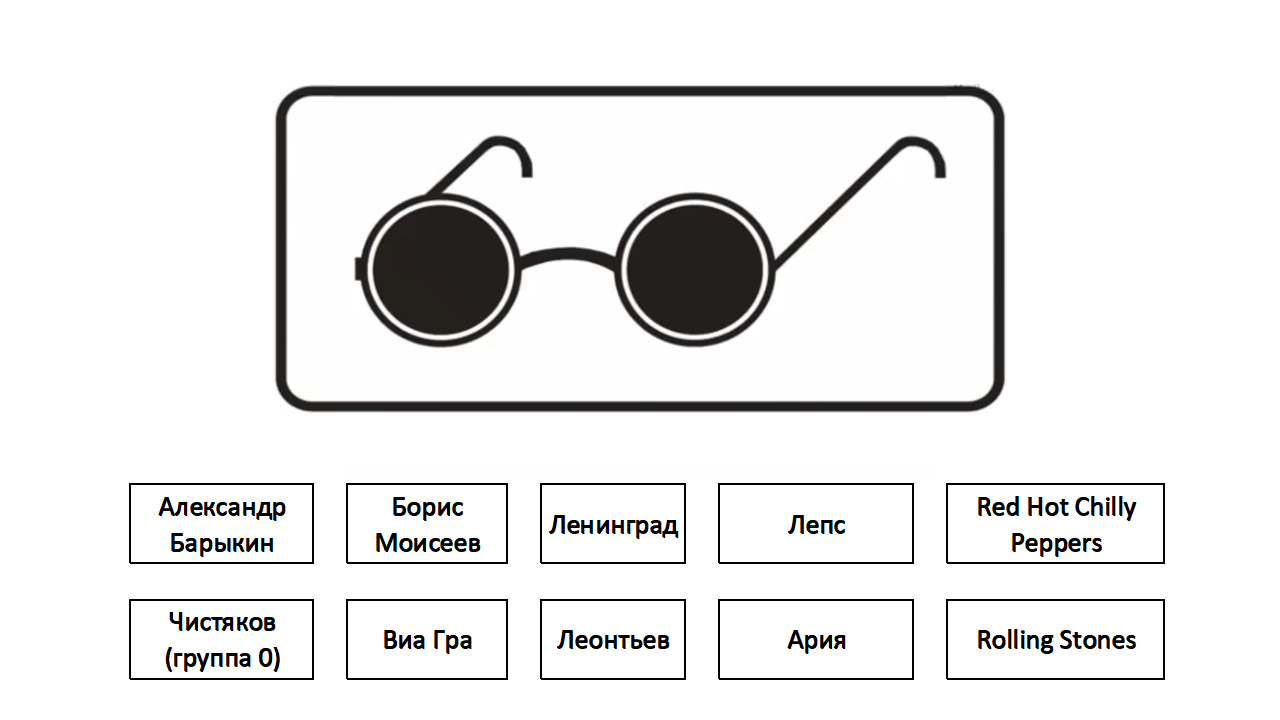 Александр
Барыкин
Борис
Моисеев
Ленинград
Лепс
Red Hot Chilly
Peppers
Чистяков
(группа 0)
Виа Гра
Леонтьев
Ария
Rolling Stones